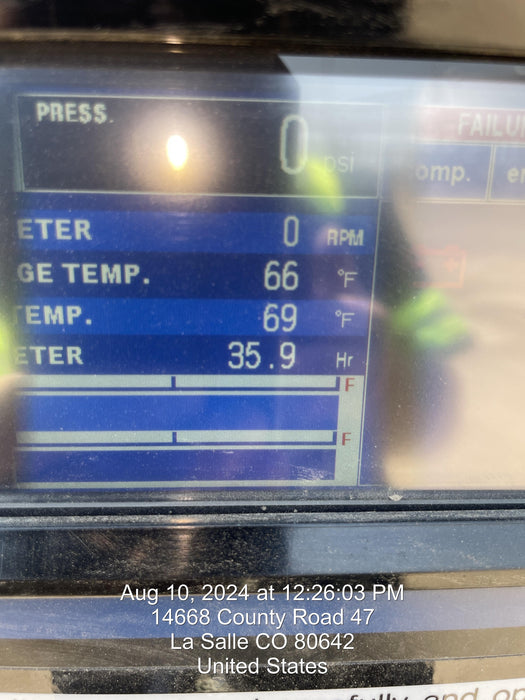 PRESS. 0 psi
FAILU
omp. er
ETER 0 RPM
GE TEMP. 66 °F
EMP. 69 °F
ETER 35.9 Hr
F
F
Aug 10, 2024 at 12:26:03 PM
14668 County Road 47
La Salle CO 80642
United States